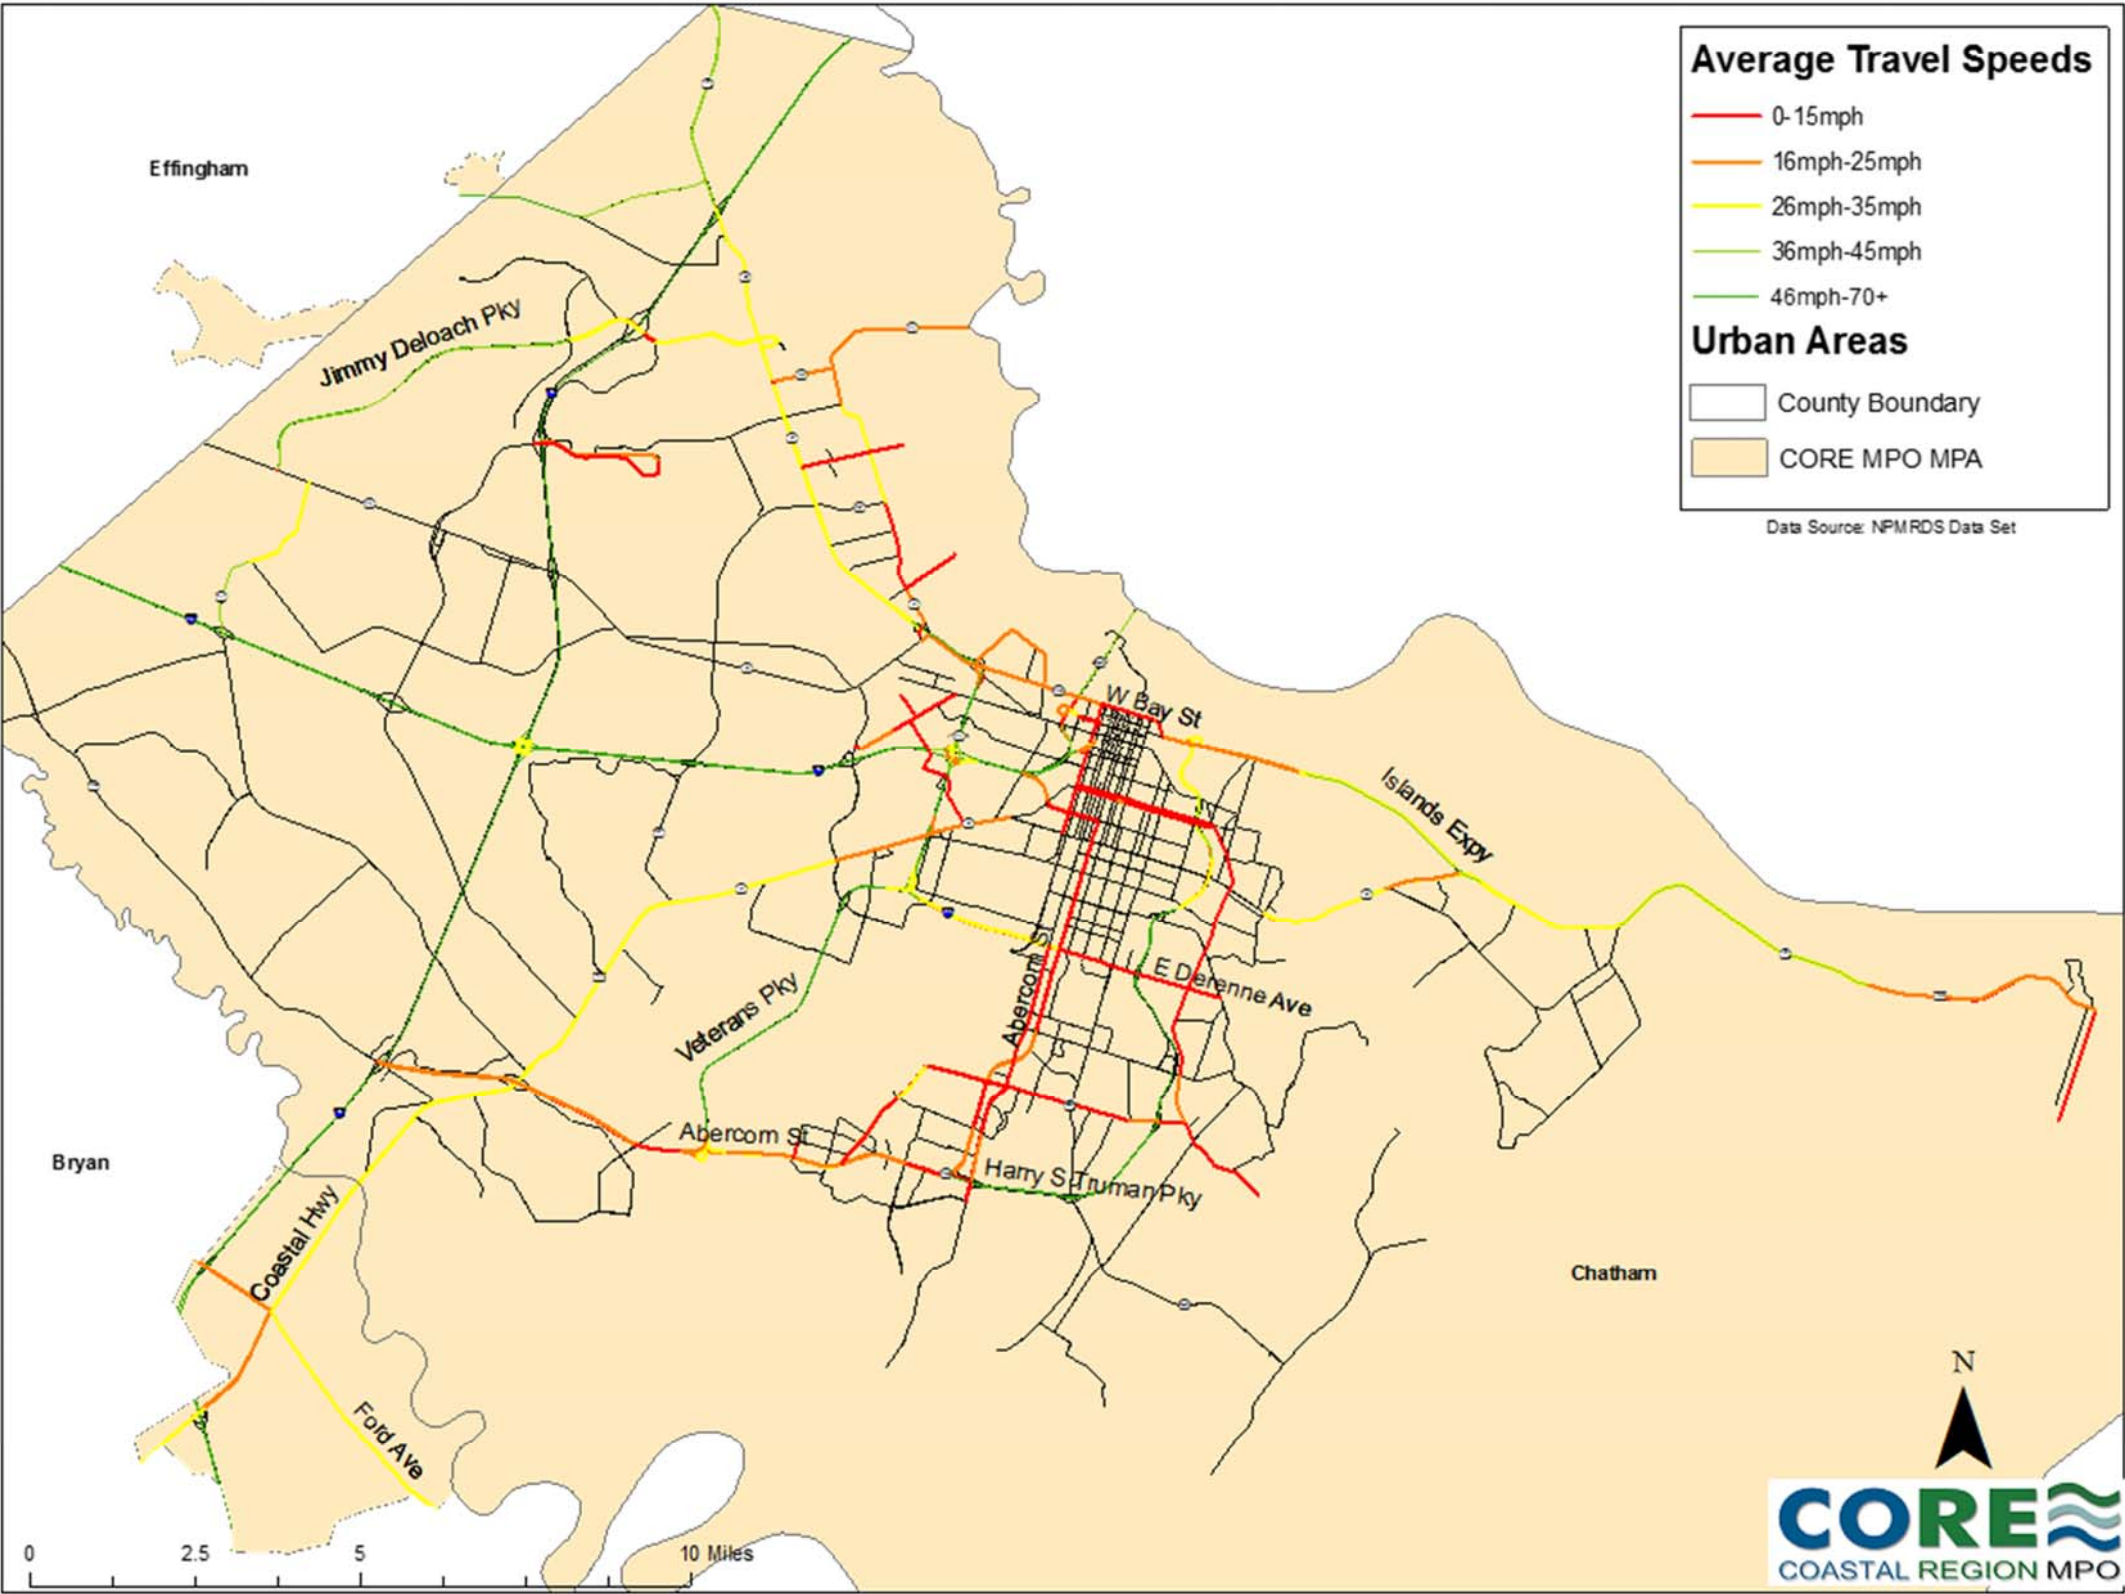 Average Travel Speeds
0-15mph
16mph-25mph
26mph-35mph
36mph-45mph
46mph-70+
Urban Areas
County Boundary
CORE MPO MPA
Data Source: NPMRDS Data Set
Effingham
Jimmy Deloach Pky
W Bay St
Islands Expy
E Derenne Ave
Abercorn S
Veterans Pky
Abercorn St
Harry S Truman Pky
Bryan
Coastal Hwy
Chatham
Ford Ave
N
0 2.5 5 10 Miles
CORE
COASTAL REGION MPO